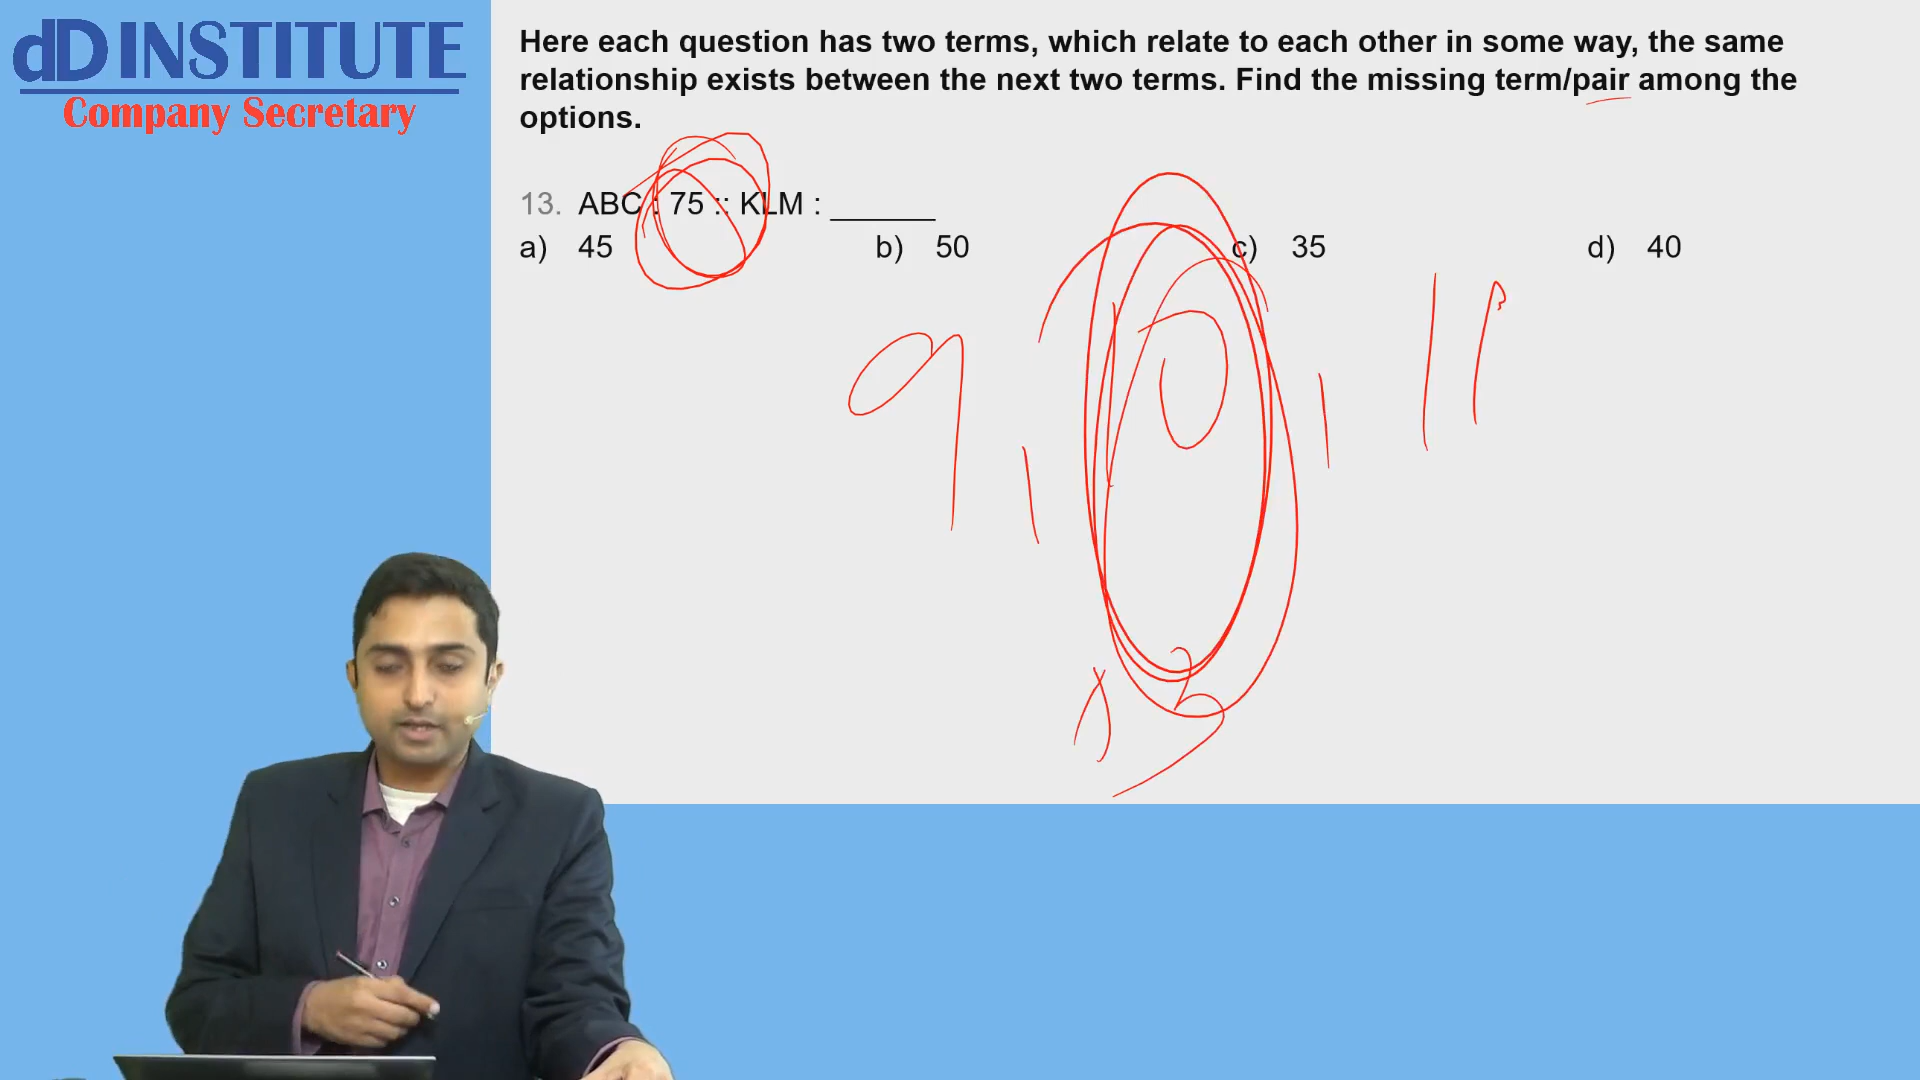 dD INSTITUTE
Company Secretary
Here each question has two terms, which relate to each other in some way, the same
relationship exists between the next two terms. Find the missing term/pair among the
options.
13. ABC : 75 :: KLM : ______
a) 45 b) 50 c) 35 d) 40
9, 10, 11
x 3